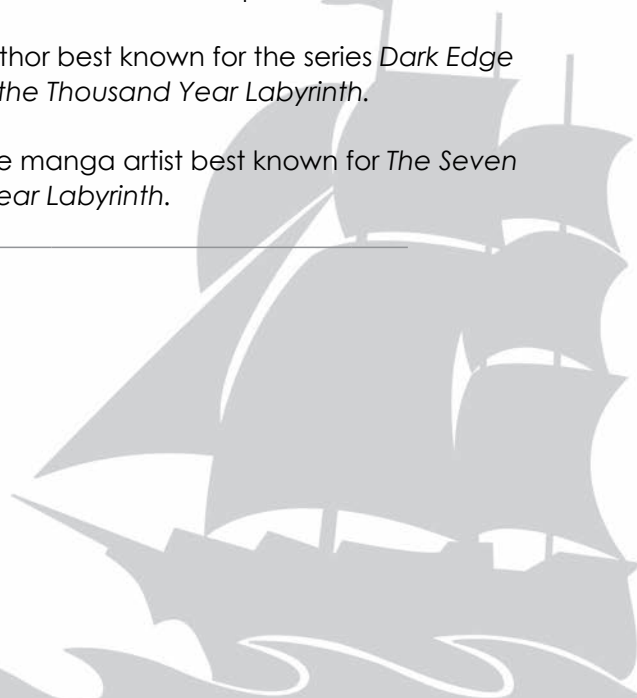 thor best known for the series Dark Edge
the Thousand Year Labyrinth.
e manga artist best known for The Seven
ear Labyrinth.